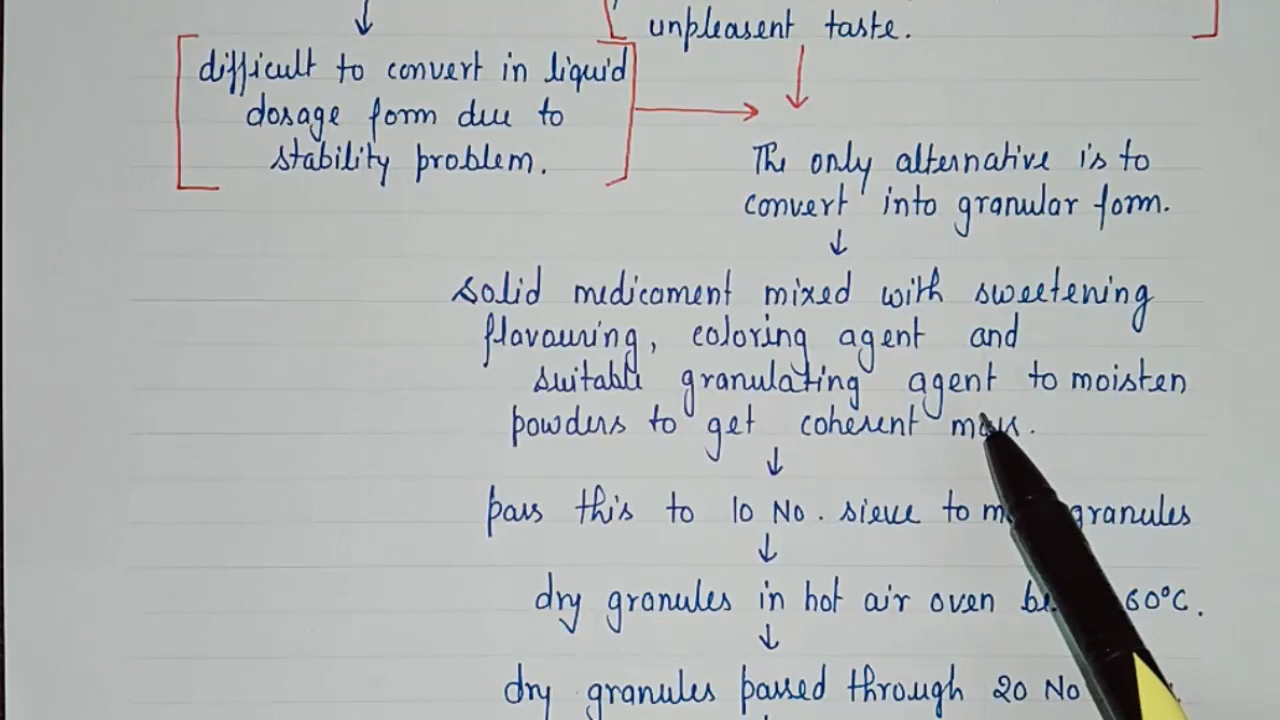 unpleasent taste.
difficult to convert in liquid
dosage form due to
stability problem.
The only alternative is to
convert into granular form.
solid medicament mixed with sweetening
flavouring, coloring agent and
suitable granulating agent to moisten
powders to get coherent mass.
pass this to 10 No. sieve to granules
dry granules in hot air oven 60°C.
dry granules passed through 20 No